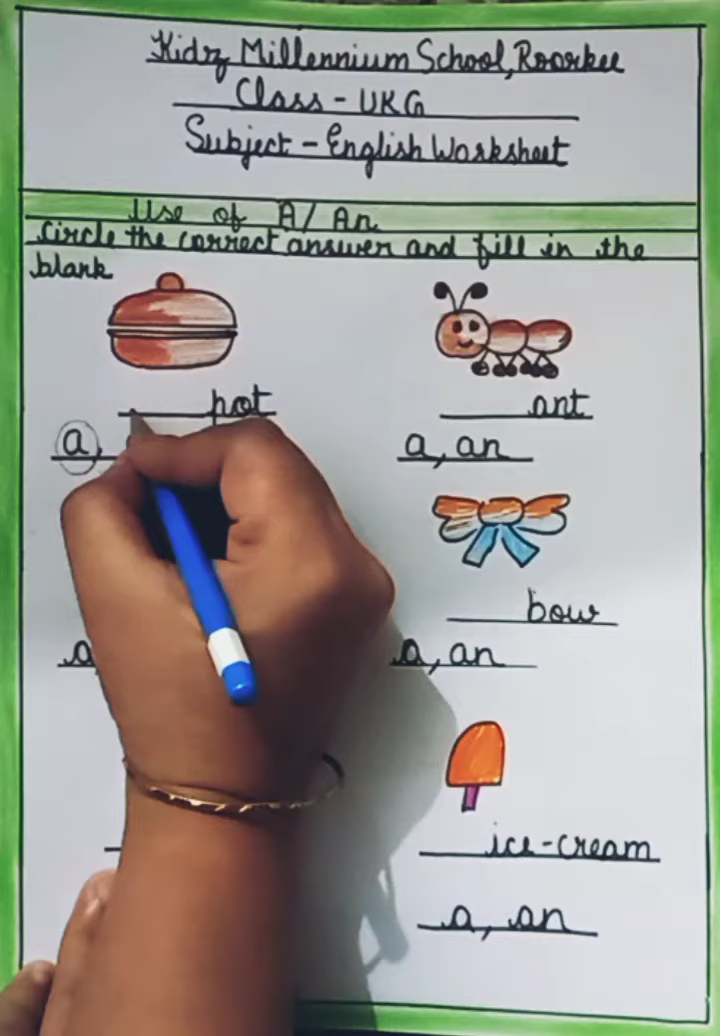 Kidz Millennium School, Roorkee
Class - UKG
Subject - English Worksheet
Use of A/An
Circle the correct answer and fill in the
blank
pot
ant
a,
a, an
bow
a
a, an
ice-cream
a, an